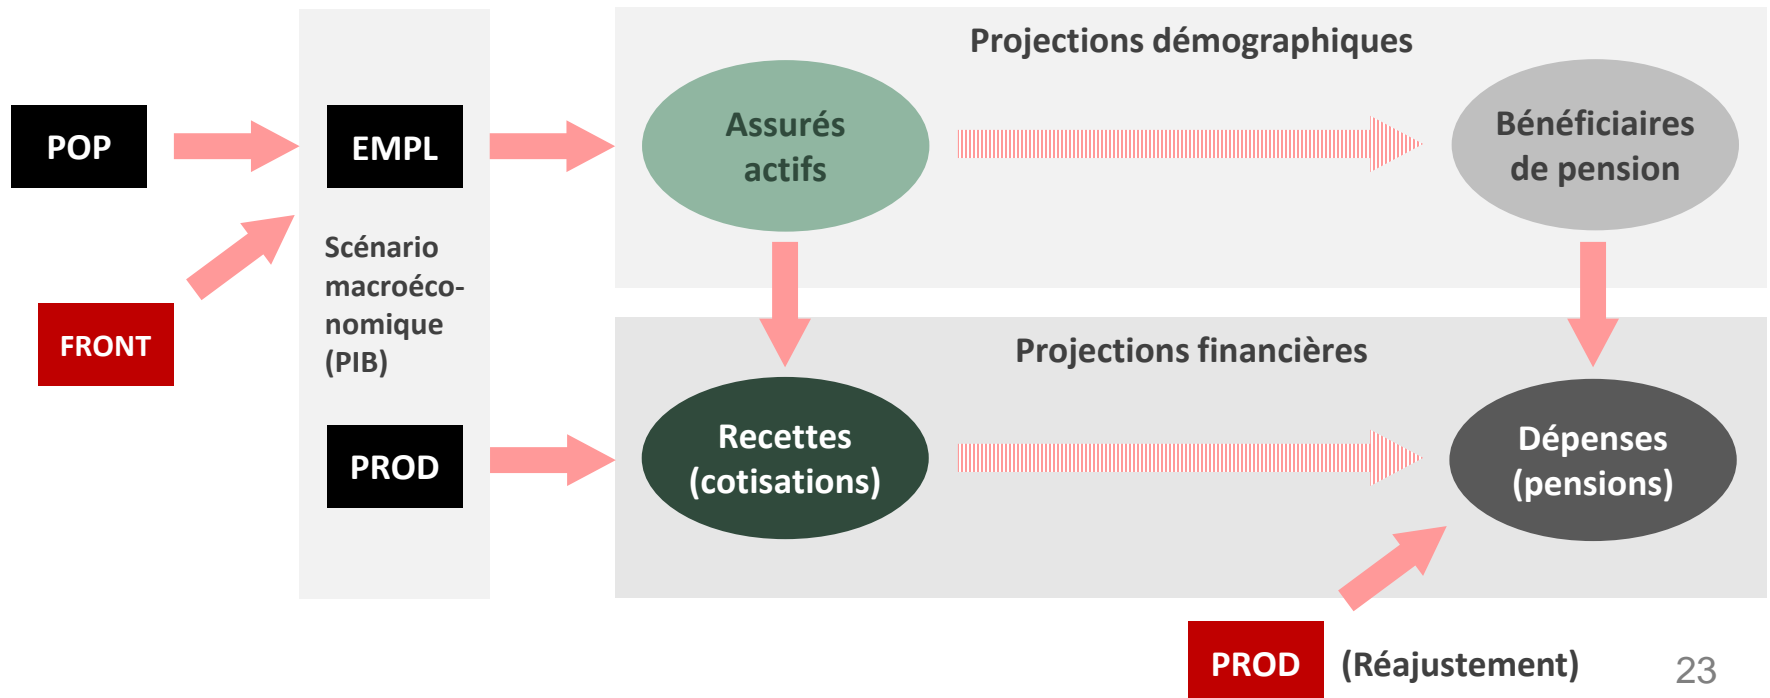 Projections démographiques
POP
EMPL
Assurés
actifs
Bénéficiaires
de pension
Scénario
macroéco-
nomique
(PIB)
FRONT
Projections financières
PROD
Recettes
(cotisations)
Dépenses
(pensions)
PROD (Réajustement)
23